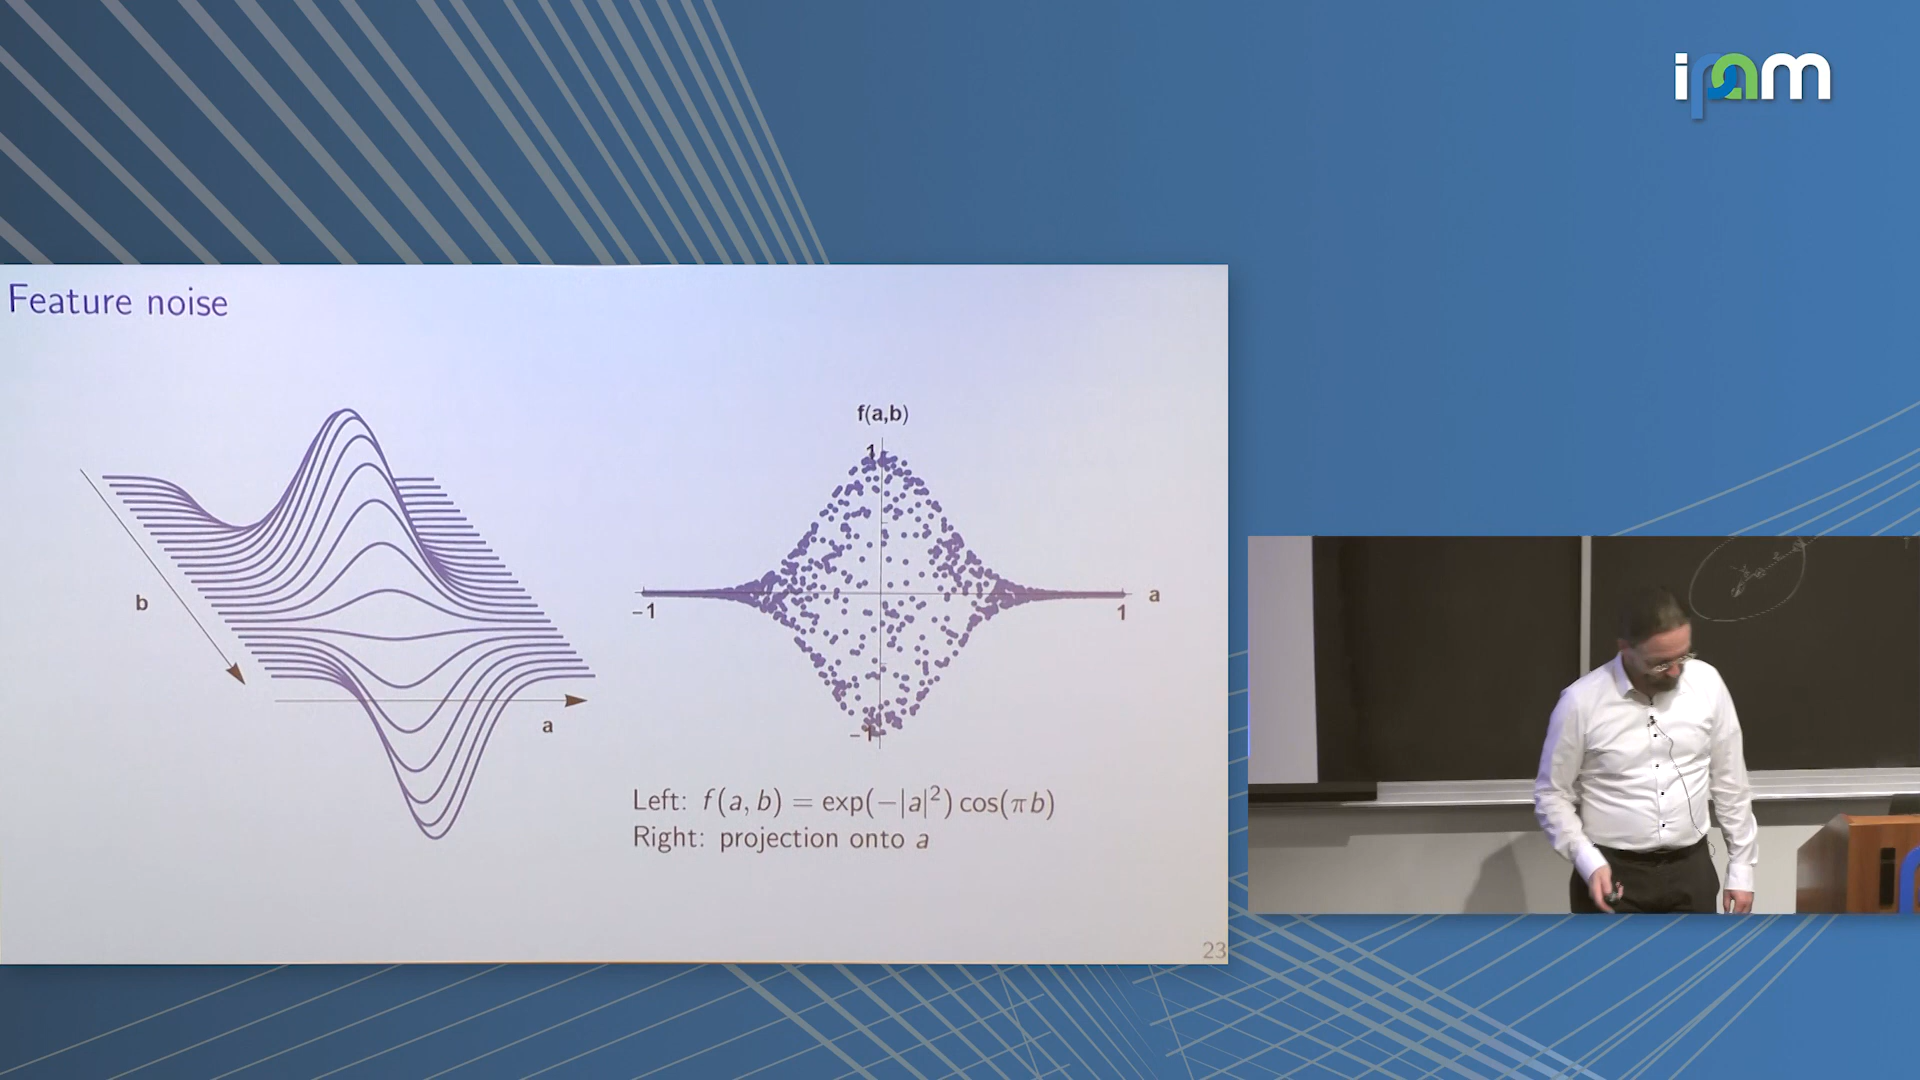 ipam
Feature noise
f(a,b)
1
b
−1
1
a
a
−1
Left: f(a, b) = exp(−|a|²) cos(πb)
Right: projection onto a
23